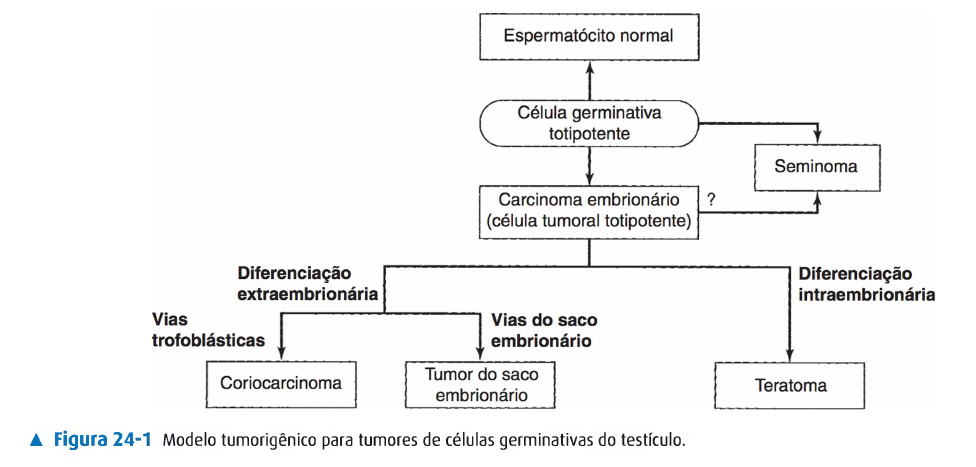 Espermatócito normal
Célula germinativa
totipotente
Seminoma
Carcinoma embrionário
(célula tumoral totipotente)
?
Diferenciação
extraembrionária
Diferenciação
intraembrionária
Vias
trofoblásticas
Vias do saco
embrionário
Coriocarcinoma
Tumor do saco
embrionário
Teratoma
▲ Figura 24-1 Modelo tumorigênico para tumores de células germinativas do testículo.